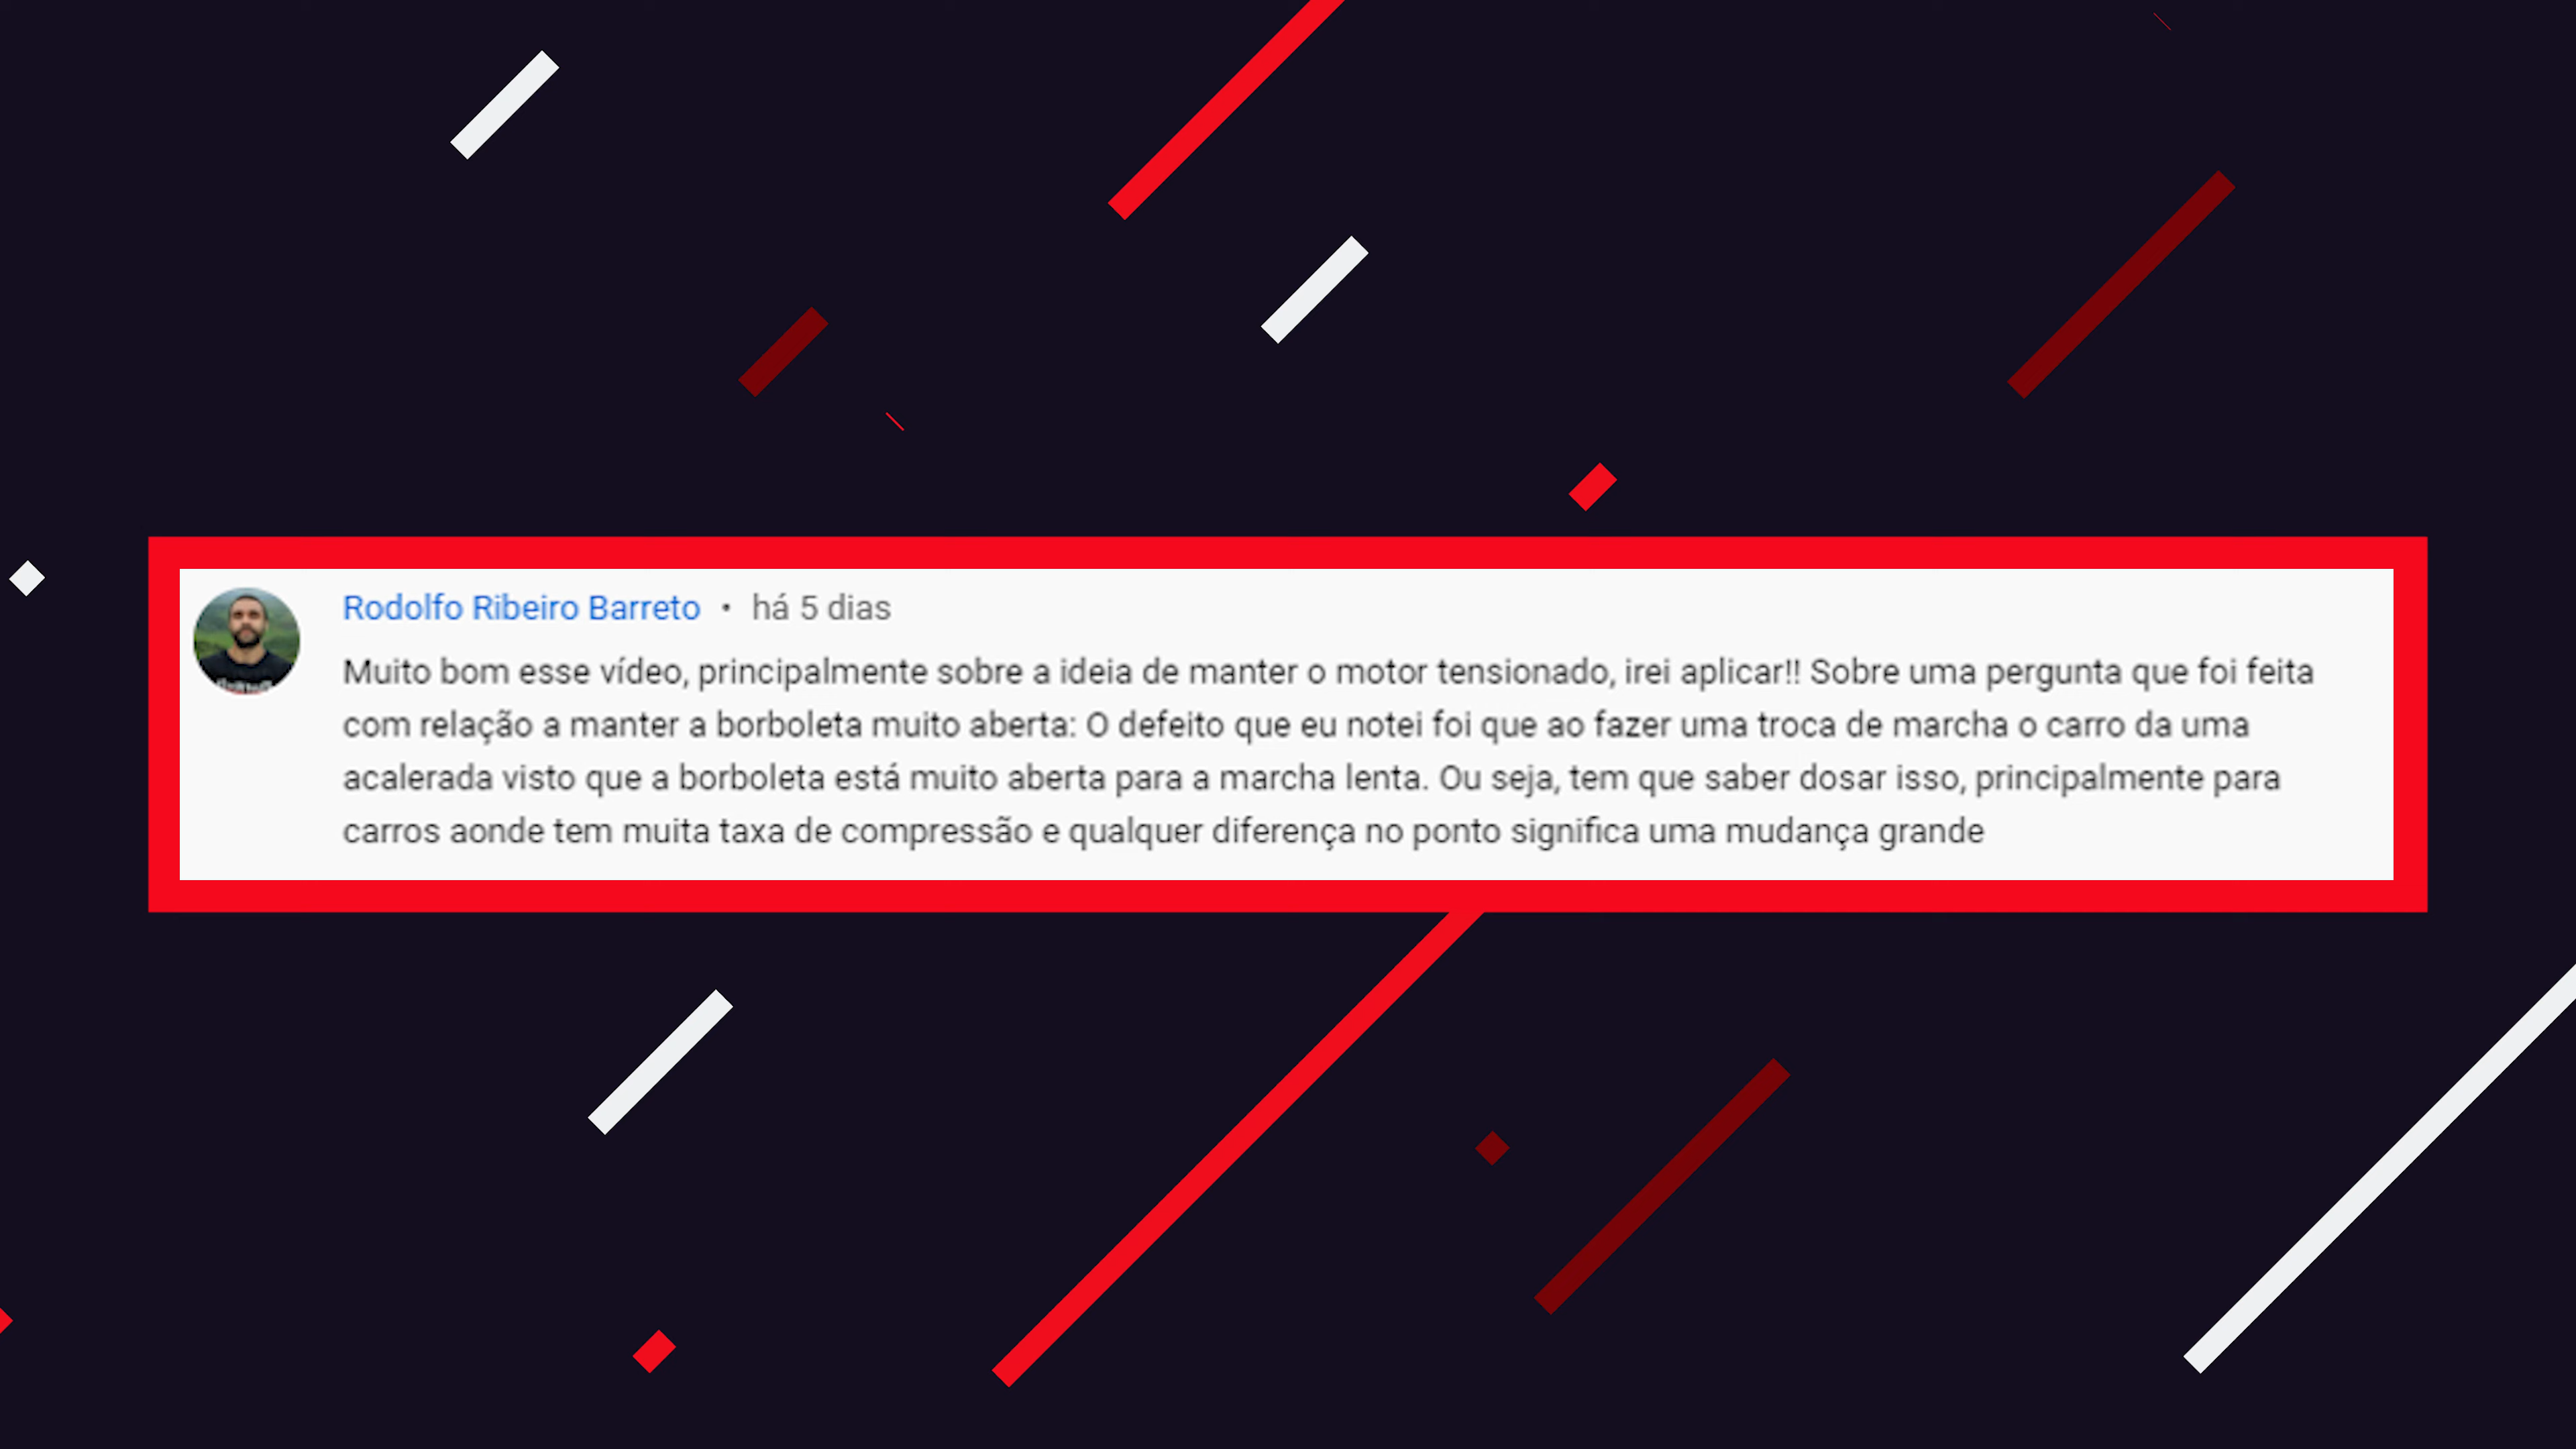 Rodolfo Ribeiro Barreto • há 5 dias
Muito bom esse vídeo, principalmente sobre a ideia de manter o motor tensionado, irei aplicar!! Sobre uma pergunta que foi feita
com relação a manter a borboleta muito aberta: O defeito que eu notei foi que ao fazer uma troca de marcha o carro da uma
acalerada visto que a borboleta está muito aberta para a marcha lenta. Ou seja, tem que saber dosar isso, principalmente para
carros aonde tem muita taxa de compressão e qualquer diferença no ponto significa uma mudança grande